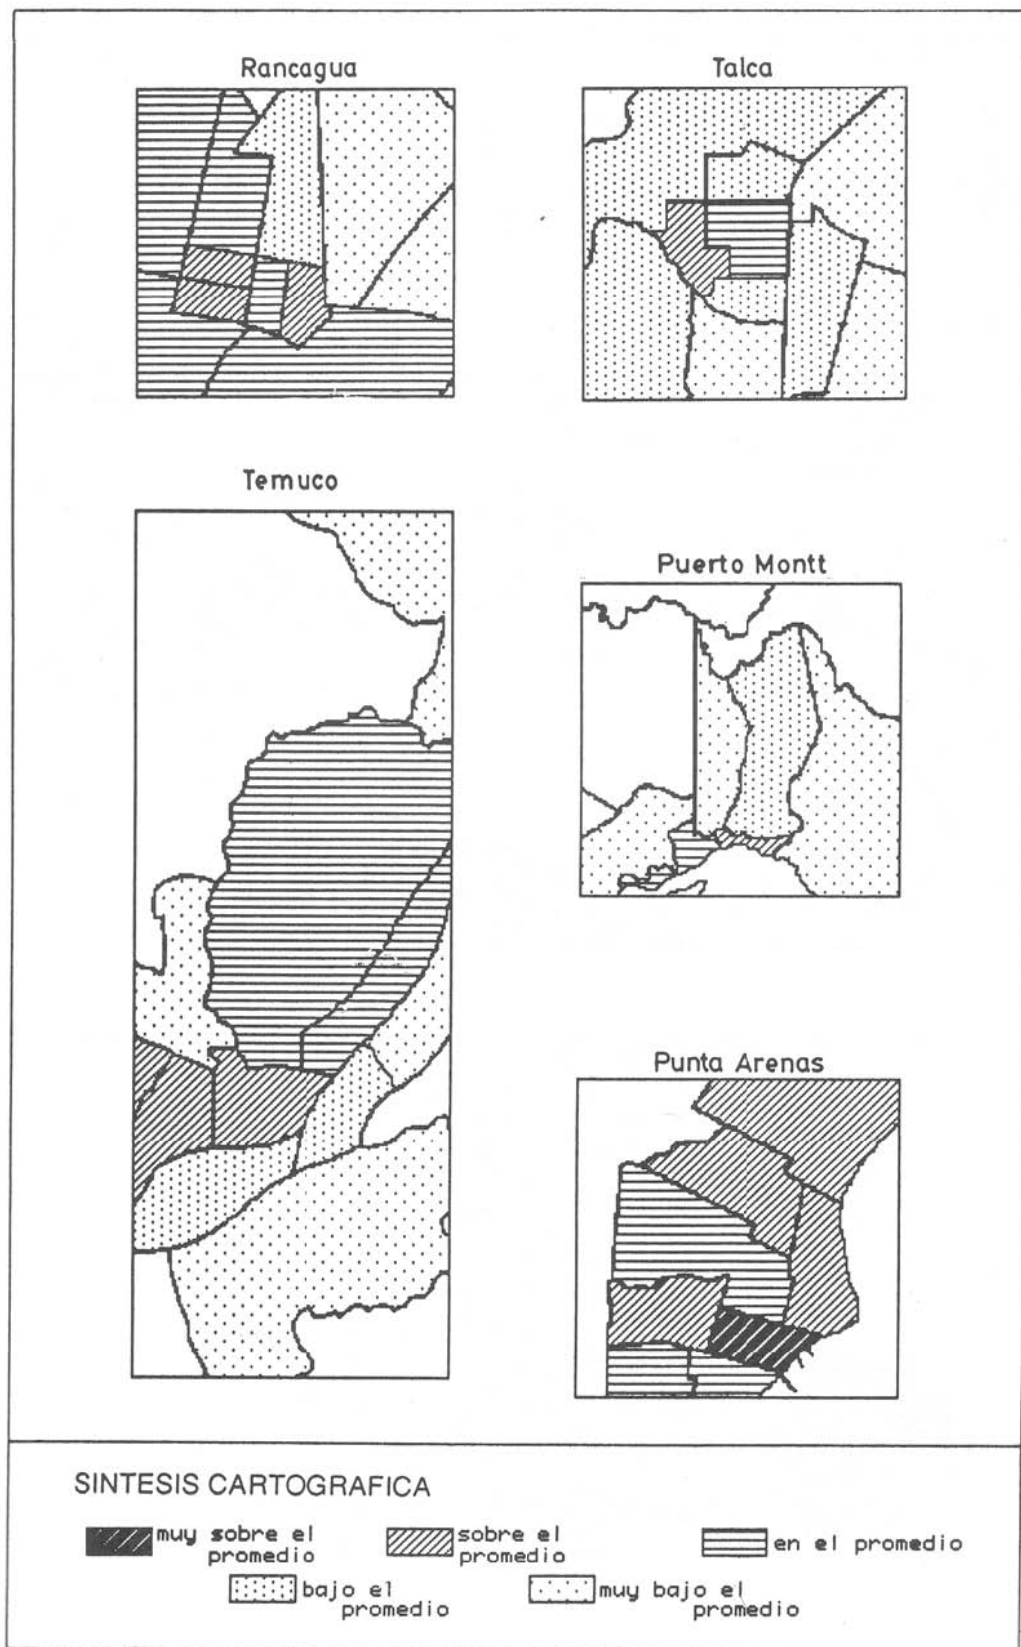 Rancagua
Talca
Temuco
Puerto Montt
Punta Arenas
SINTESIS CARTOGRAFICA
muy sobre el
promedio
sobre el
promedio
en el promedio
bajo el
promedio
muy bajo el
promedio